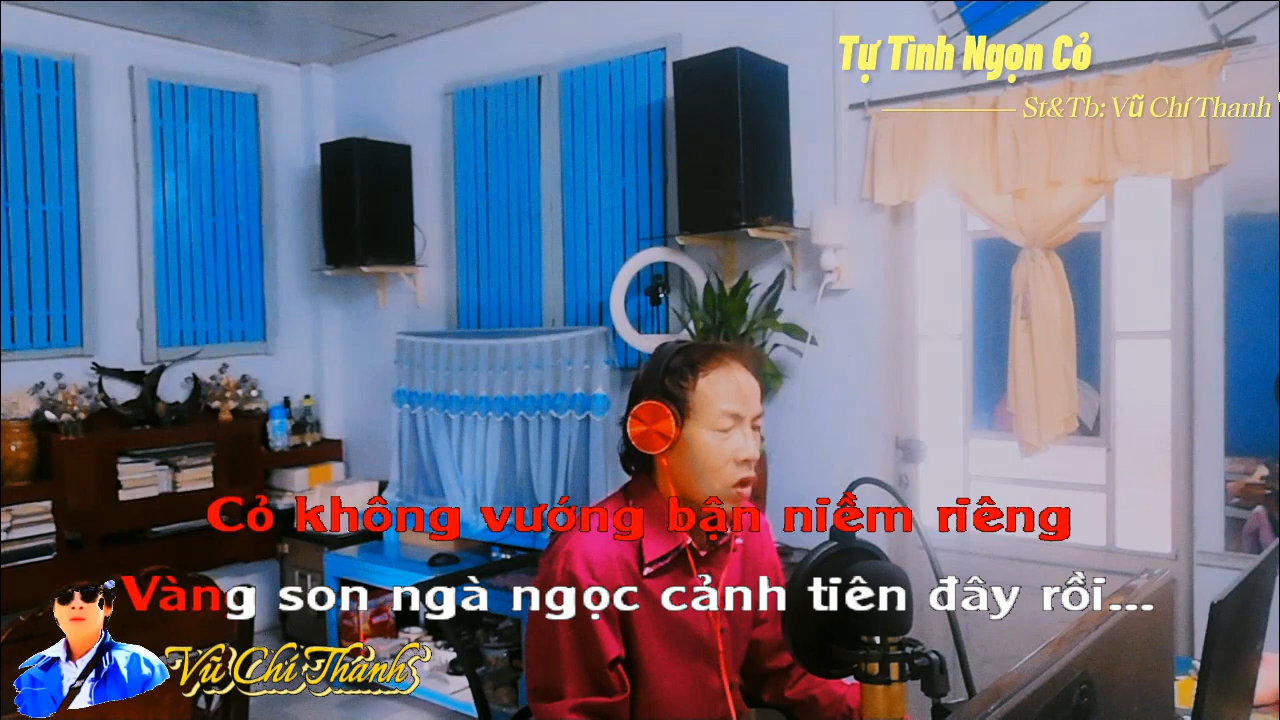 Tự Tình Ngọn Cỏ
St&Tb: Vũ Chí Thanh
Cỏ không vướng bận niềm riêng
Vàng son ngà ngọc cảnh tiên đây rồi...
Vũ Chí Thanh